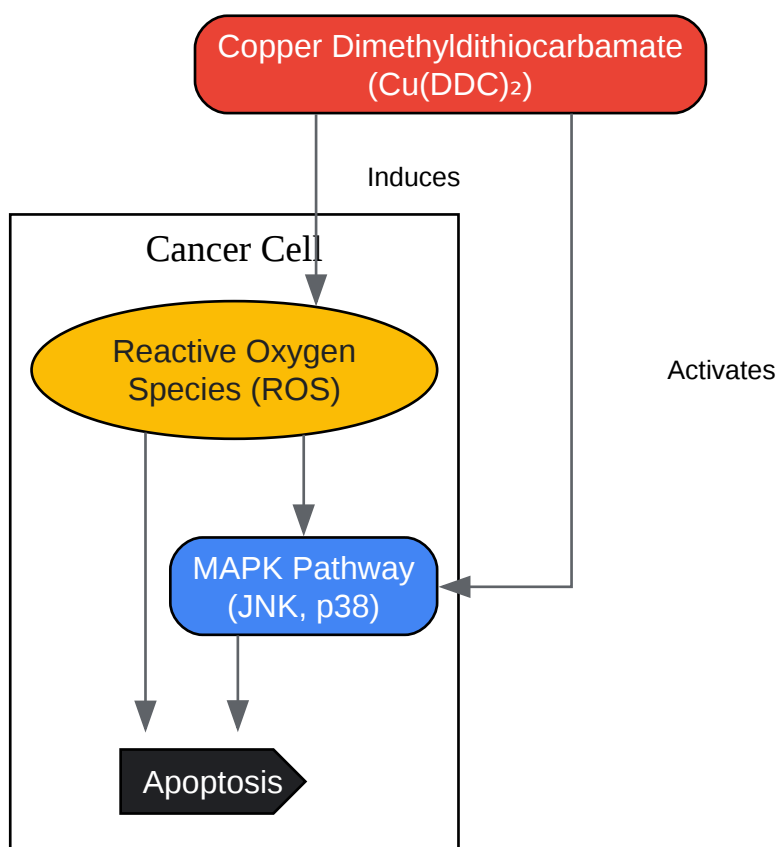 Copper Dimethyldithiocarbamate
(Cu(DDC)₂)
Induces
Cancer Cell
Reactive Oxygen
Species (ROS)
Activates
MAPK Pathway
(JNK, p38)
Apoptosis